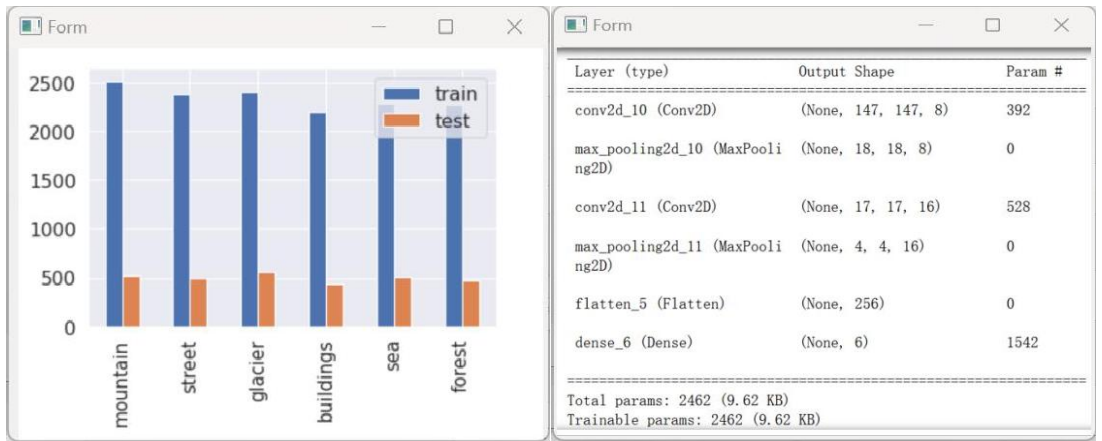 Form
2500
2000
1500
1000
500
0
train
test
mountain
street
glacier
buildings
sea
forest
Form
Layer (type) Output Shape Param #
=================================================================
conv2d_10 (Conv2D) (None, 147, 147, 8) 392
max_pooling2d_10 (MaxPooli (None, 18, 18, 8) 0
ng2D)
conv2d_11 (Conv2D) (None, 17, 17, 16) 528
max_pooling2d_11 (MaxPooli (None, 4, 4, 16) 0
ng2D)
flatten_5 (Flatten) (None, 256) 0
dense_6 (Dense) (None, 6) 1542
=================================================================
Total params: 2462 (9.62 KB)
Trainable params: 2462 (9.62 KB)